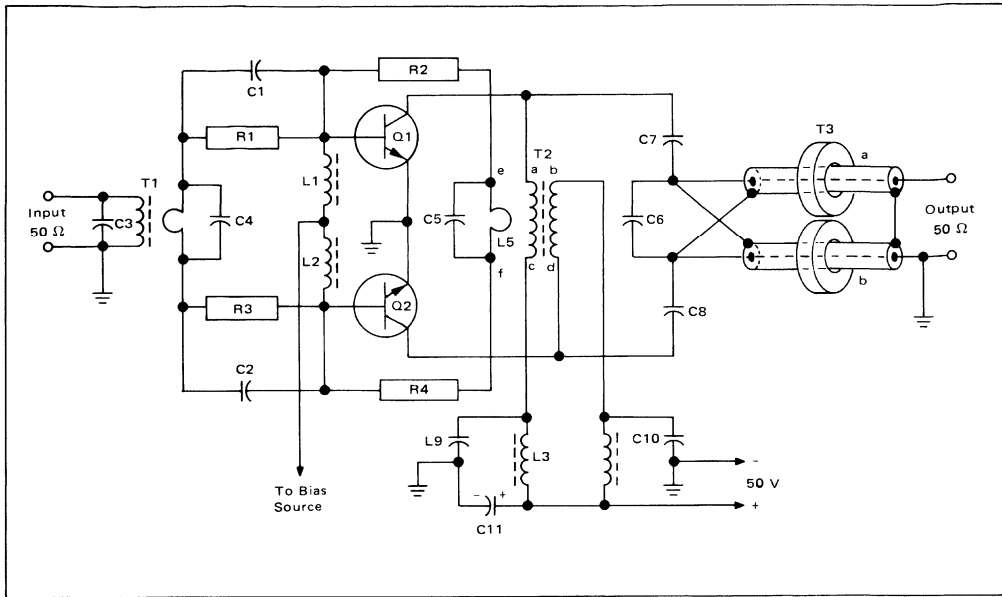 R2
C1
Q1
C7
T3
a
R1
T2
a b
T1
L1
e
Input
50 Ω
C3
C4
C5
L5
C6
Output
50 Ω
L2
f
c d
b
R3
Q2
C8
C2
R4
L9
L3
C10
-
50 V
+
- +
C11
To Bias
Source